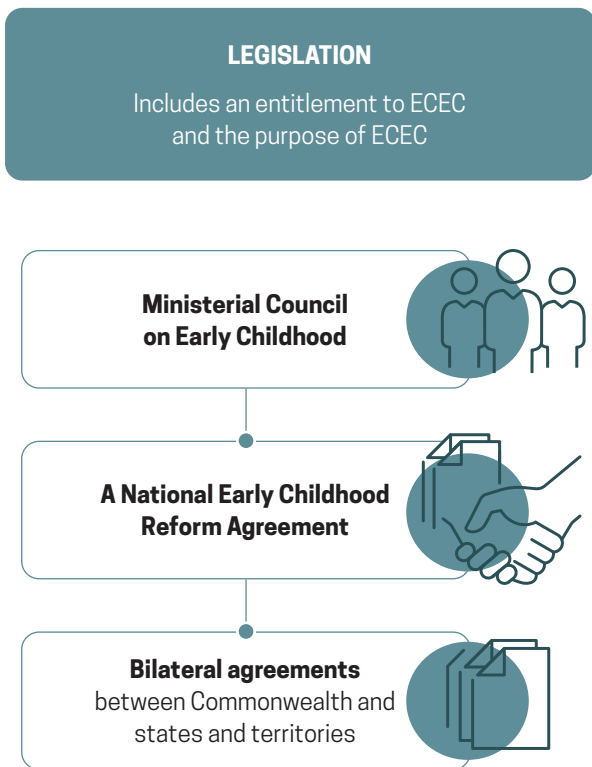 LEGISLATION
Includes an entitlement to ECEC
and the purpose of ECEC
Ministerial Council
on Early Childhood
A National Early Childhood
Reform Agreement
Bilateral agreements
between Commonwealth and
states and territories